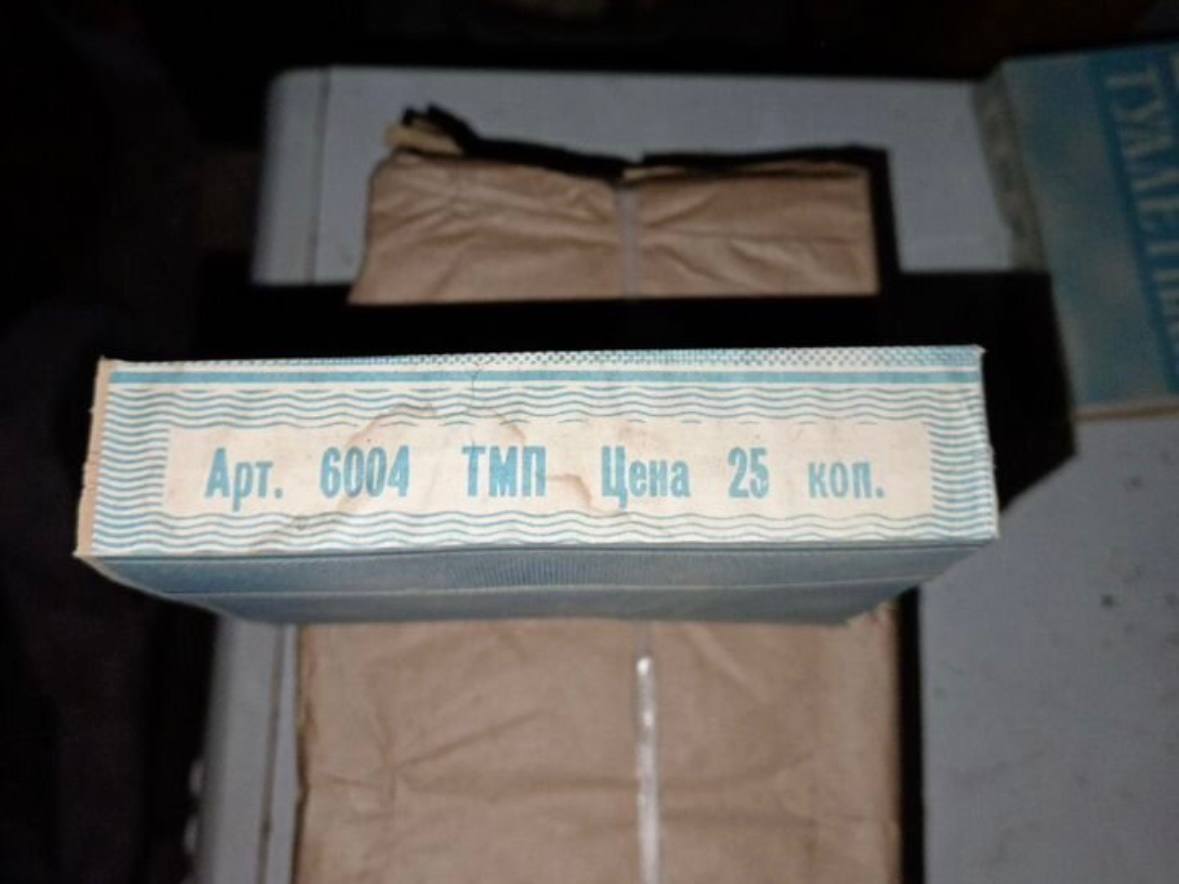 Арт. 6004 ТМП Цена 25 коп.